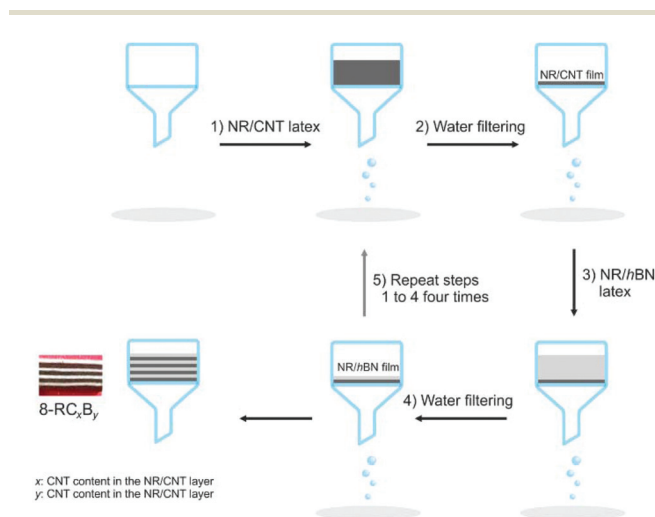 1) NR/CNT latex
2) Water filtering
NR/CNT film
3) NR/hBN
latex
5) Repeat steps
1 to 4 four times
NR/hBN film
4) Water filtering
8-RCxBy
x: CNT content in the NR/CNT layer
y: CNT content in the NR/CNT layer